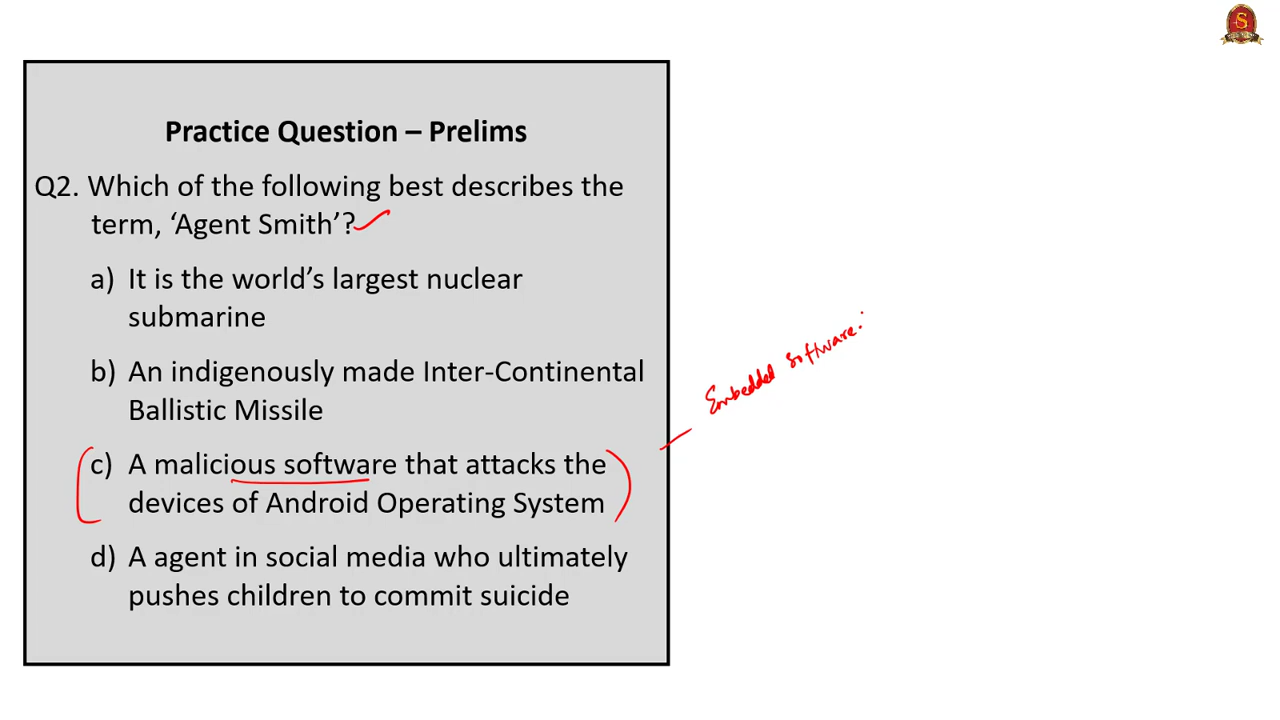 Practice Question – Prelims
Q2. Which of the following best describes the
term, ‘Agent Smith’?
a) It is the world’s largest nuclear
submarine
b) An indigenously made Inter-Continental
Ballistic Missile
c) A malicious software that attacks the
devices of Android Operating System
d) A agent in social media who ultimately
pushes children to commit suicide
Embedded Software.
S